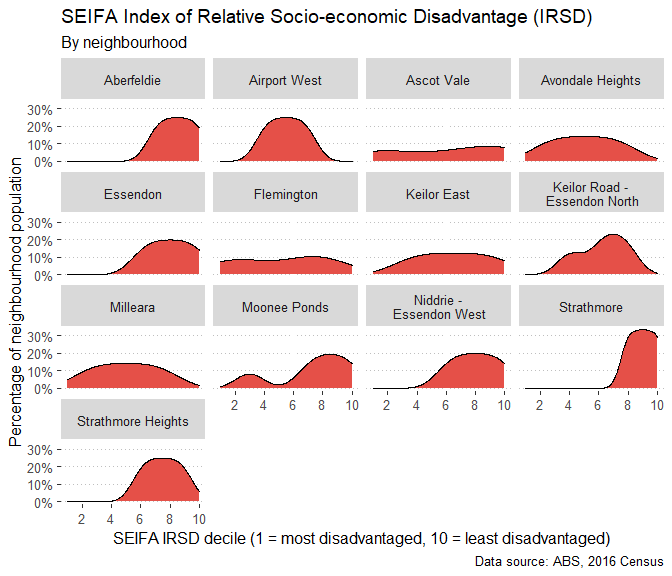 SEIFA Index of Relative Socio-economic Disadvantage (IRSD)
By neighbourhood
Percentage of neighbourhood population
Aberfeldie
Airport West
Ascot Vale
Avondale Heights
30%
20%
10%
0%
Essendon
Flemington
Keilor East
Keilor Road -
Essendon North
30%
20%
10%
0%
Milleara
Moonee Ponds
Niddrie -
Essendon West
Strathmore
30%
20%
10%
0%
2 4 6 8 10
2 4 6 8 10
2 4 6 8 10
Strathmore Heights
30%
20%
10%
0%
2 4 6 8 10
SEIFA IRSD decile (1 = most disadvantaged, 10 = least disadvantaged)
Data source: ABS, 2016 Census